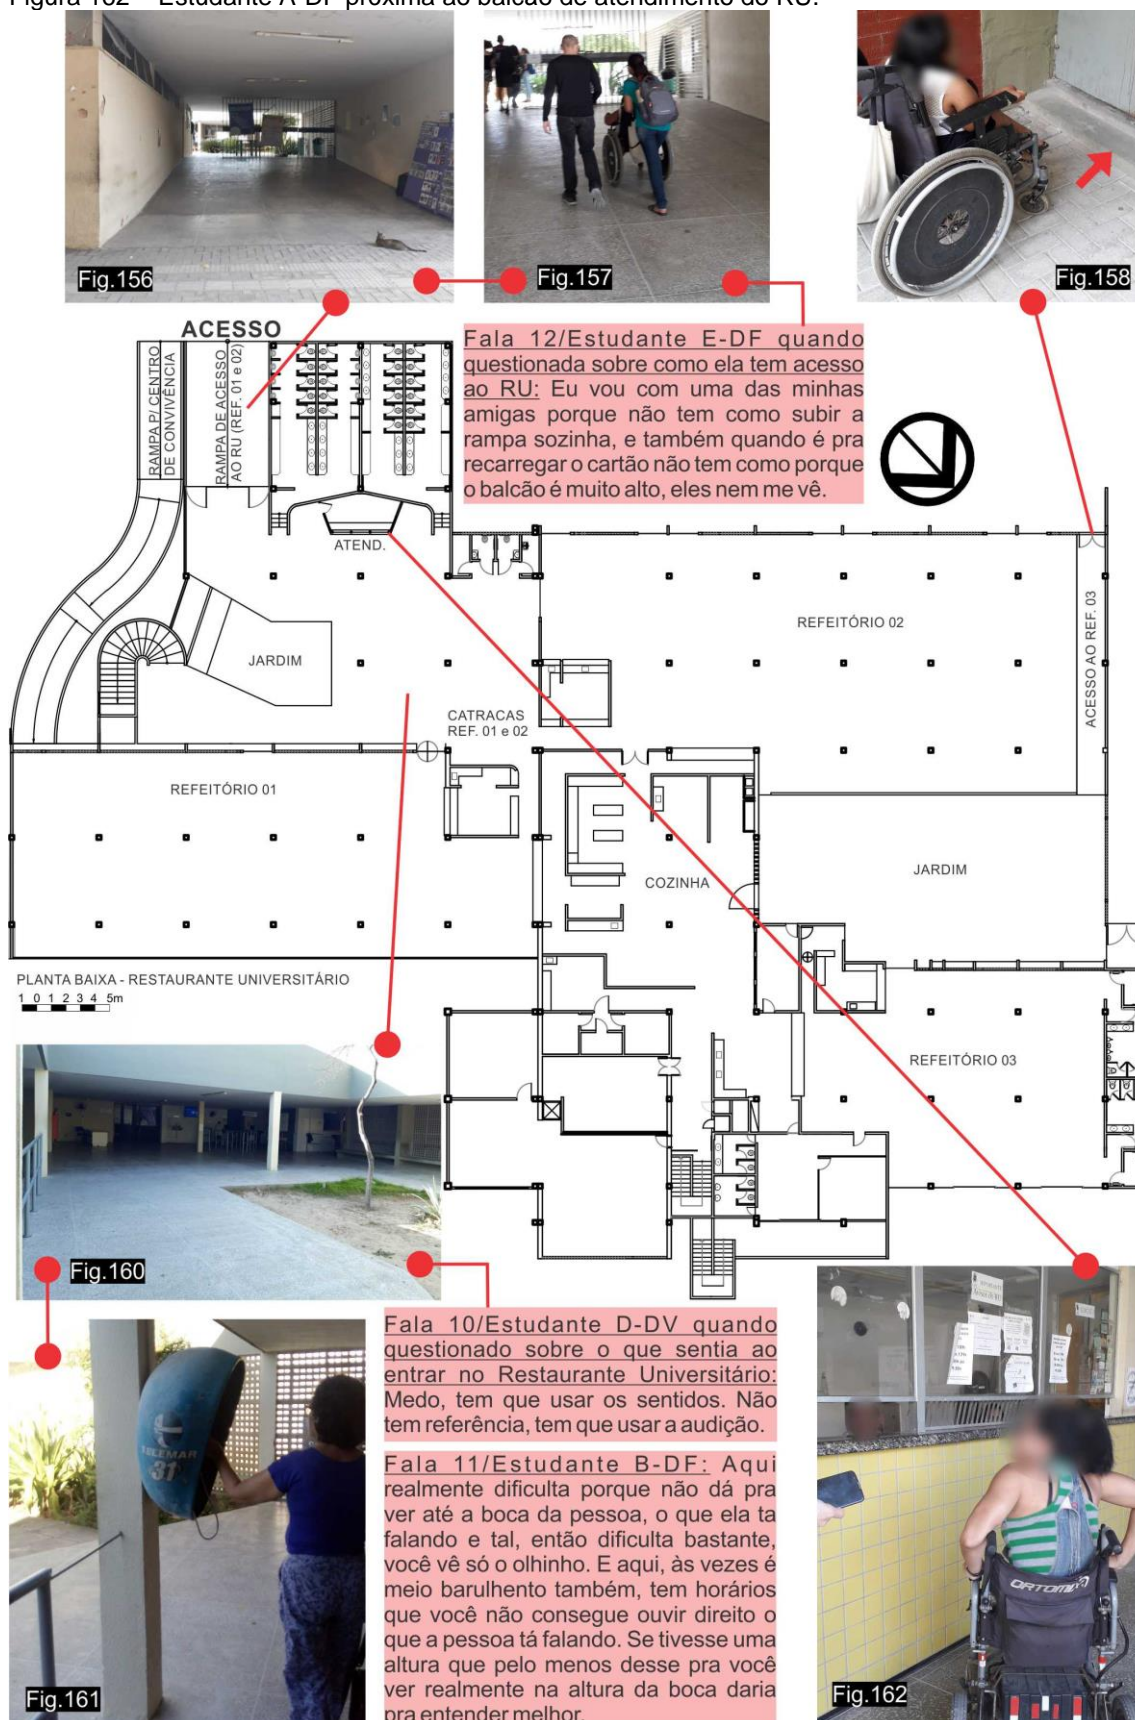 Figura 162 – Estudante A-DF próxima ao balcão de atendimento do RU.
Fig.156
Fig.157
Fig.158
ACESSO
RAMPA P/ CENTRO
DE CONVIVÊNCIA
RAMPA DE ACESSO
AO RU (REF. 01 e 02)
Fala 12/Estudante E-DF quando
questionada sobre como ela tem acesso
ao RU: Eu vou com uma das minhas
amigas porque não tem como subir a
rampa sozinha, e também quando é pra
recarregar o cartão não tem como porque
o balcão é muito alto, eles nem me vê.
ATEND.
REFEITÓRIO 02
ACESSO AO REF. 03
JARDIM
CATRACAS
REF. 01 e 02
REFEITÓRIO 01
JARDIM
COZINHA
PLANTA BAIXA - RESTAURANTE UNIVERSITÁRIO
1 0 1 2 3 4 5m
REFEITÓRIO 03
Fig.160
Fala 10/Estudante D-DV quando
questionado sobre o que sentia ao
entrar no Restaurante Universitário:
Medo, tem que usar os sentidos. Não
tem referência, tem que usar a audição.
Fala 11/Estudante B-DF: Aqui
realmente dificulta porque não dá pra
ver até a boca da pessoa, o que ela ta
falando e tal, então dificulta bastante,
você vê só o olhinho. E aqui, às vezes é
meio barulhento também, tem horários
que você não consegue ouvir direito o
que a pessoa tá falando. Se tivesse uma
altura que pelo menos desse pra você
ver realmente na altura da boca daria
pra entender melhor.
TELEMAR
31
Fig.161
ORTOMIX
Fig.162